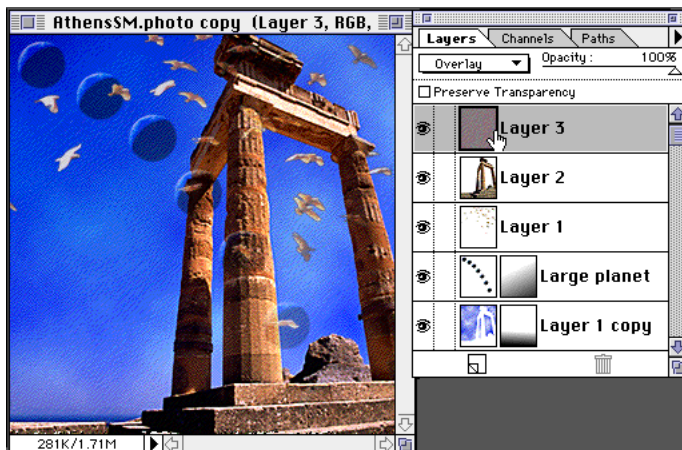 AthensSM.photo copy (Layer 3, RGB,
Layers Channels Paths
Overlay Opacity: 100%
Preserve Transparency
Layer 3
Layer 2
Layer 1
Large planet
Layer 1 copy
281K/1.71M